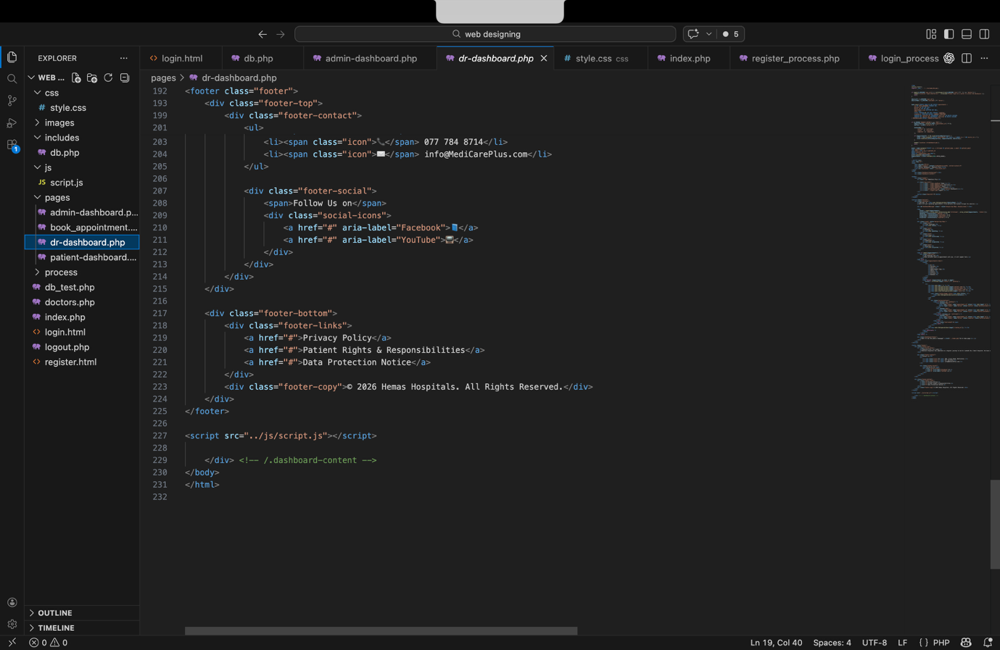 web designing
5
EXPLORER
login.html
db.php
admin-dashboard.php
dr-dashboard.php
style.css css
index.php
register_process.php
login_process
WEB ...
css
style.css
images
includes
db.php
js
JS script.js
pages
admin-dashboard.p...
book_appointment....
dr-dashboard.php
patient-dashboard....
process
db_test.php
doctors.php
index.php
login.html
logout.php
register.html
1
OUTLINE
TIMELINE
pages > dr-dashboard.php
192 <footer class="footer">
193 <div class="footer-top">
199 <div class="footer-contact">
201 <ul>
203 <li><span class="icon">📞</span> 077 784 8714</li>
204 <li><span class="icon">✉️</span> info@MediCarePlus.com</li>
205 </ul>
206
207 <div class="footer-social">
208 <span>Follow Us on</span>
209 <div class="social-icons">
210 <a href="#" aria-label="Facebook">📘</a>
211 <a href="#" aria-label="YouTube">📺</a>
212 </div>
213 </div>
214 </div>
215 </div>
216
217 <div class="footer-bottom">
218 <div class="footer-links">
219 <a href="#">Privacy Policy</a>
220 <a href="#">Patient Rights & Responsibilities</a>
221 <a href="#">Data Protection Notice</a>
222 </div>
223 <div class="footer-copy">© 2026 Hemas Hospitals. All Rights Reserved.</div>
224 </div>
225 </footer>
226
227 <script src="../js/script.js"></script>
228
229 </div> <!-- /.dashboard-content -->
230 </body>
231 </html>
232
0 0
Ln 19, Col 40
Spaces: 4
UTF-8
LF
{ } PHP